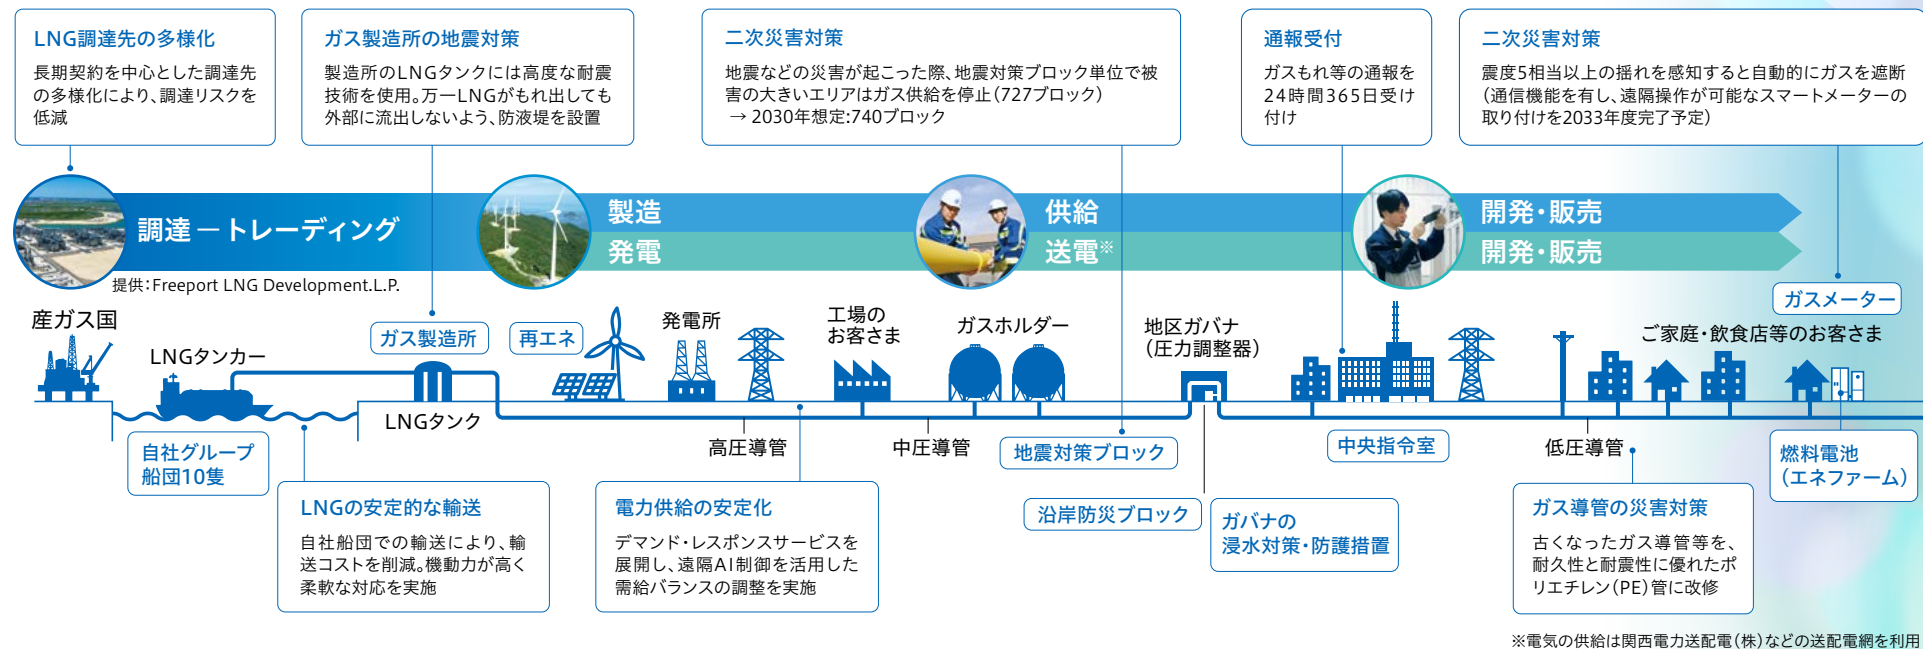 LNG調達先の多様化
長期契約を中心とした調達先
の多様化により、調達リスクを
低減
ガス製造所の地震対策
製造所のLNGタンクには高度な耐震
技術を使用。万一LNGがもれ出しても
外部に流出しないよう、防液堤を設置
二次災害対策
地震などの災害が起こった際、地震対策ブロック単位で被
害の大きいエリアはガス供給を停止（727ブロック）
→ 2030年想定:740ブロック
通報受付
ガスもれ等の通報を
24時間365日受け
付け
二次災害対策
震度5相当以上の揺れを感知すると自動的にガスを遮断
（通信機能を有し、遠隔操作が可能なスマートメーターの
取り付けを2033年度完了予定）
調達 ― トレーディング
製造
発電
供給
送電※
開発・販売
開発・販売
提供：Freeport LNG Development.L.P.
産ガス国
LNGタンカー
ガス製造所
LNGタンク
再エネ
発電所
工場の
お客さま
ガスホルダー
地区ガバナ
（圧力調整器）
ガスメーター
ご家庭・飲食店等のお客さま
自社グループ
船団10隻
高圧導管
中圧導管
地震対策ブロック
中央指令室
低圧導管
燃料電池
（エネファーム）
沿岸防災ブロック
ガバナの
浸水対策・防護措置
LNGの安定的な輸送
自社船団での輸送により、輸
送コストを削減。機動力が高く
柔軟な対応を実施
電力供給の安定化
デマンド・レスポンスサービスを
展開し、遠隔AI制御を活用した
需給バランスの調整を実施
ガス導管の災害対策
古くなったガス導管等を、
耐久性と耐震性に優れたポ
リエチレン（PE）管に改修
※電気の供給は関西電力送配電（株）などの送配電網を利用